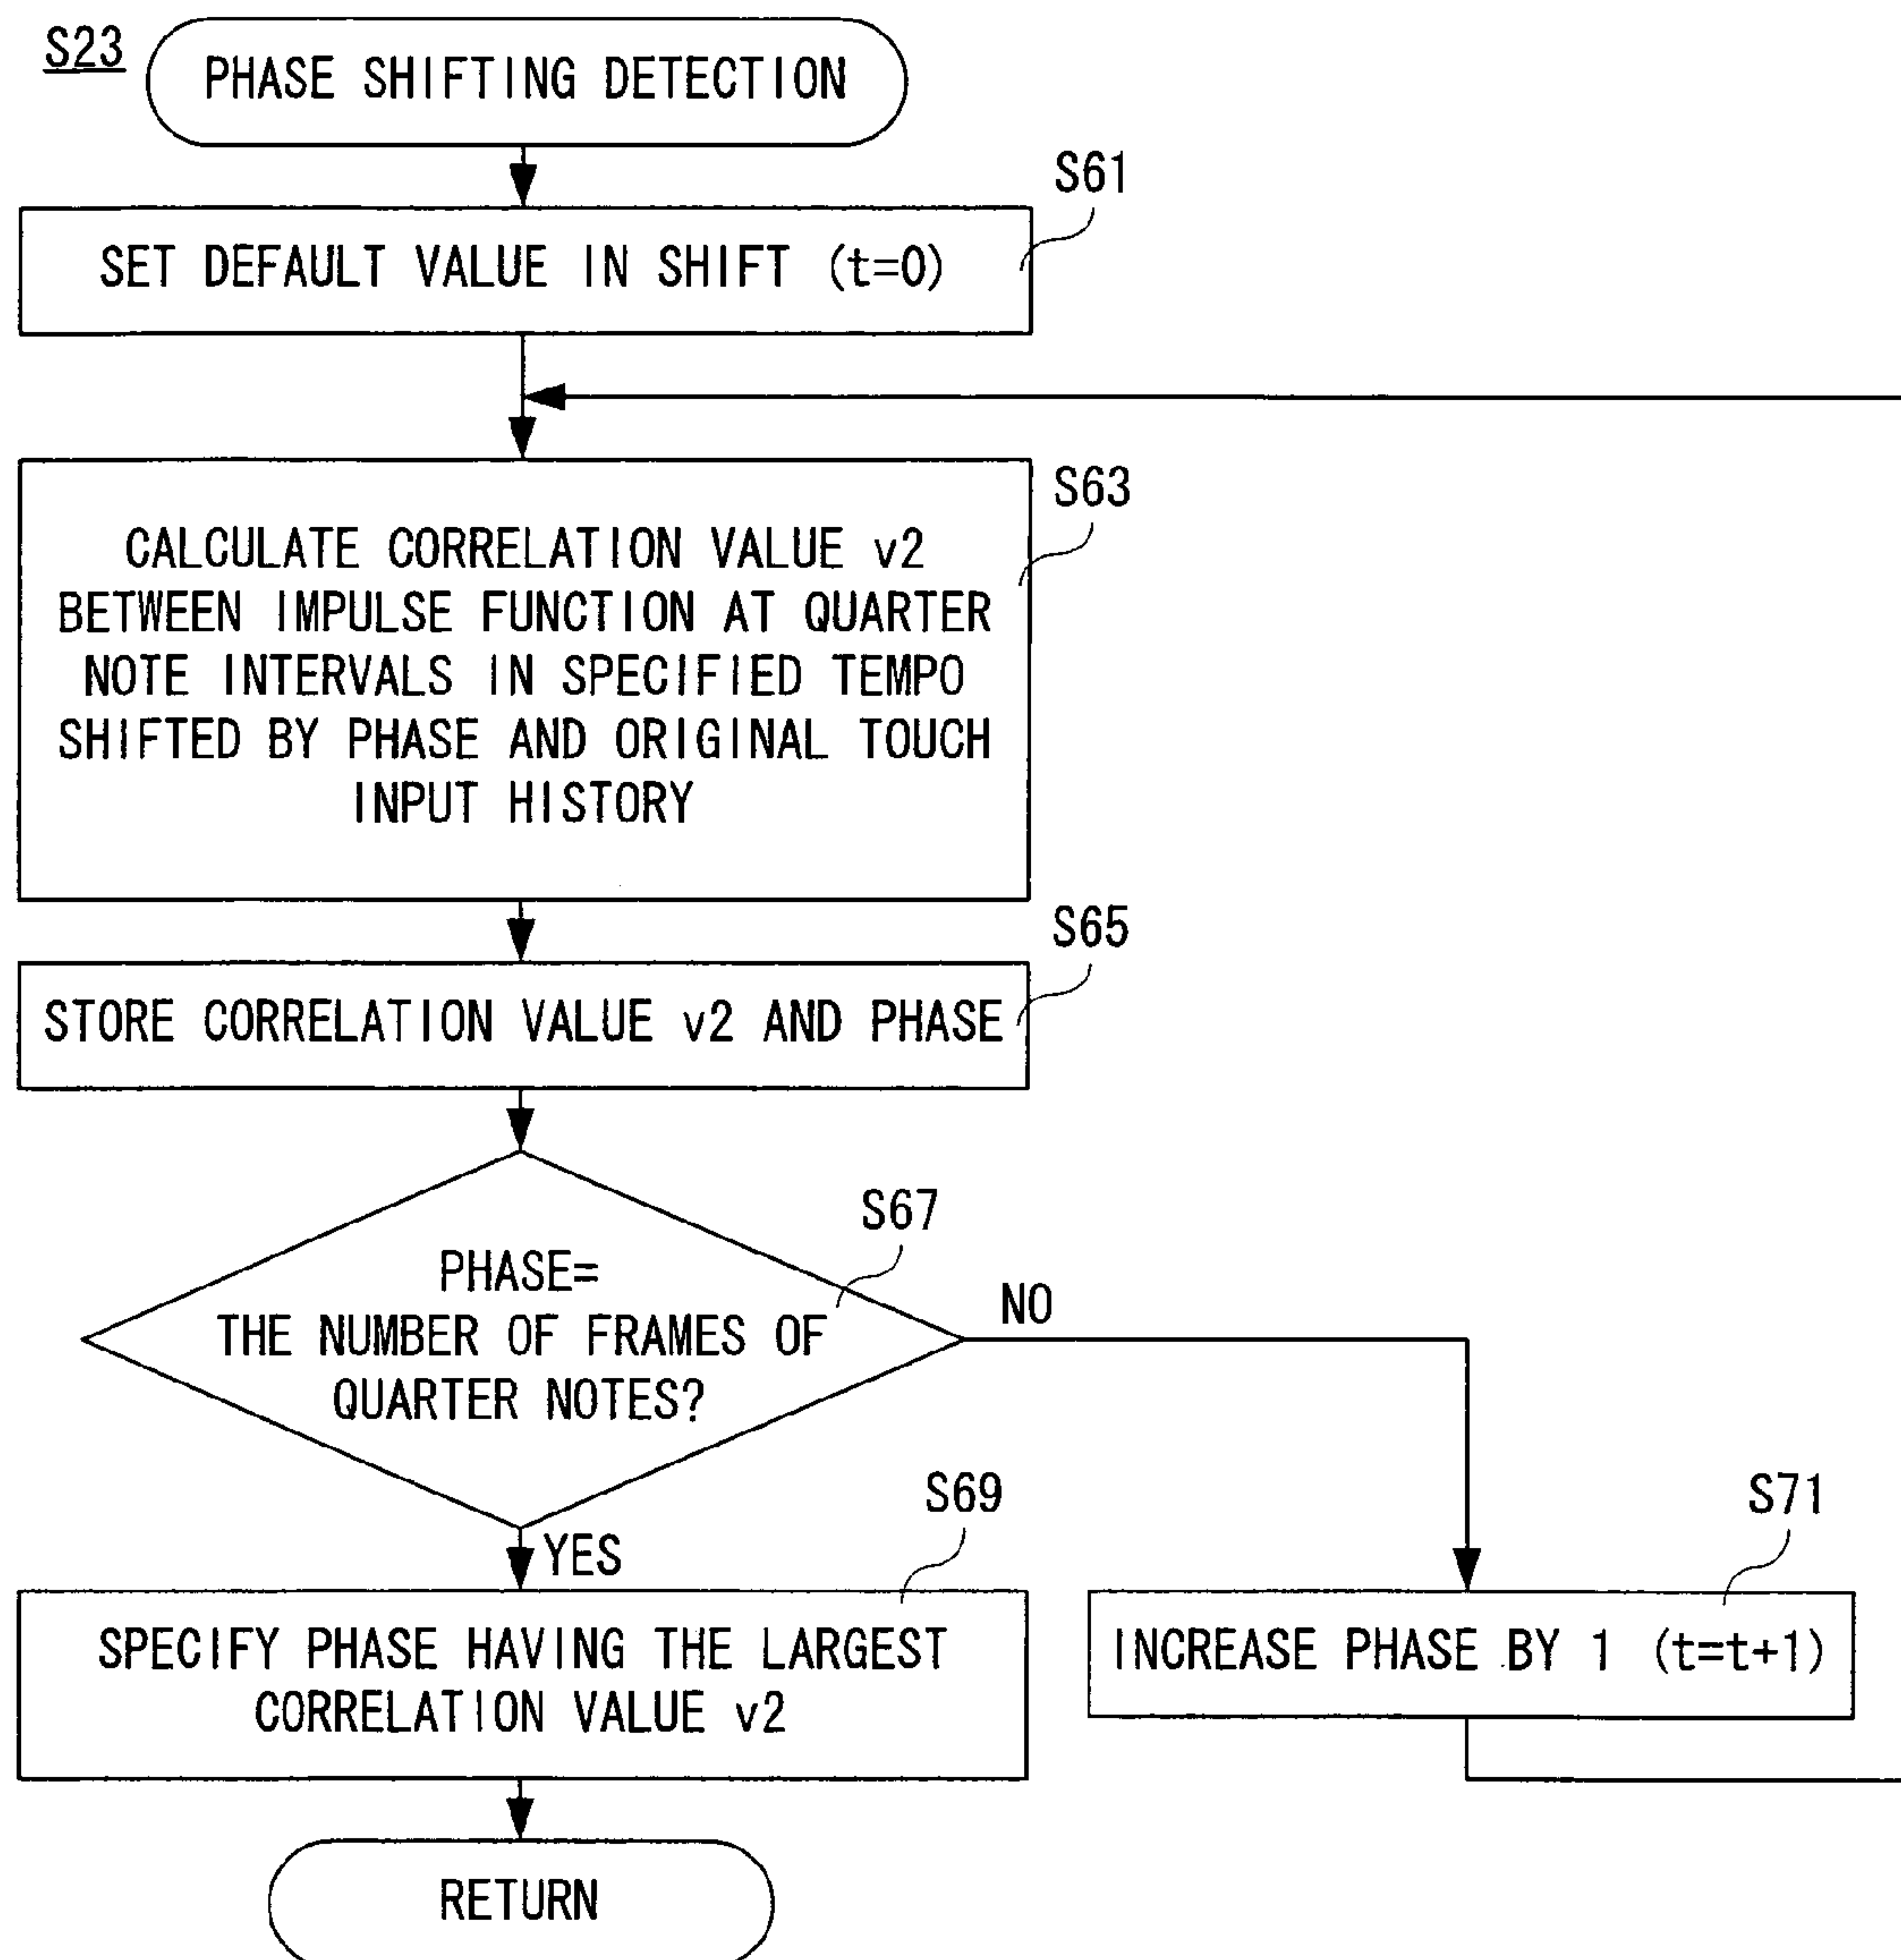 S23
PHASE SHIFTING DETECTION
S61
SET DEFAULT VALUE IN SHIFT (t=0)
S63
CALCULATE CORRELATION VALUE v2
BETWEEN IMPULSE FUNCTION AT QUARTER
NOTE INTERVALS IN SPECIFIED TEMPO
SHIFTED BY PHASE AND ORIGINAL TOUCH
INPUT HISTORY
S65
STORE CORRELATION VALUE v2 AND PHASE
S67
PHASE=
THE NUMBER OF FRAMES OF
QUARTER NOTES?
NO
YES
S69
SPECIFY PHASE HAVING THE LARGEST
CORRELATION VALUE v2
S71
INCREASE PHASE BY 1 (t=t+1)
RETURN